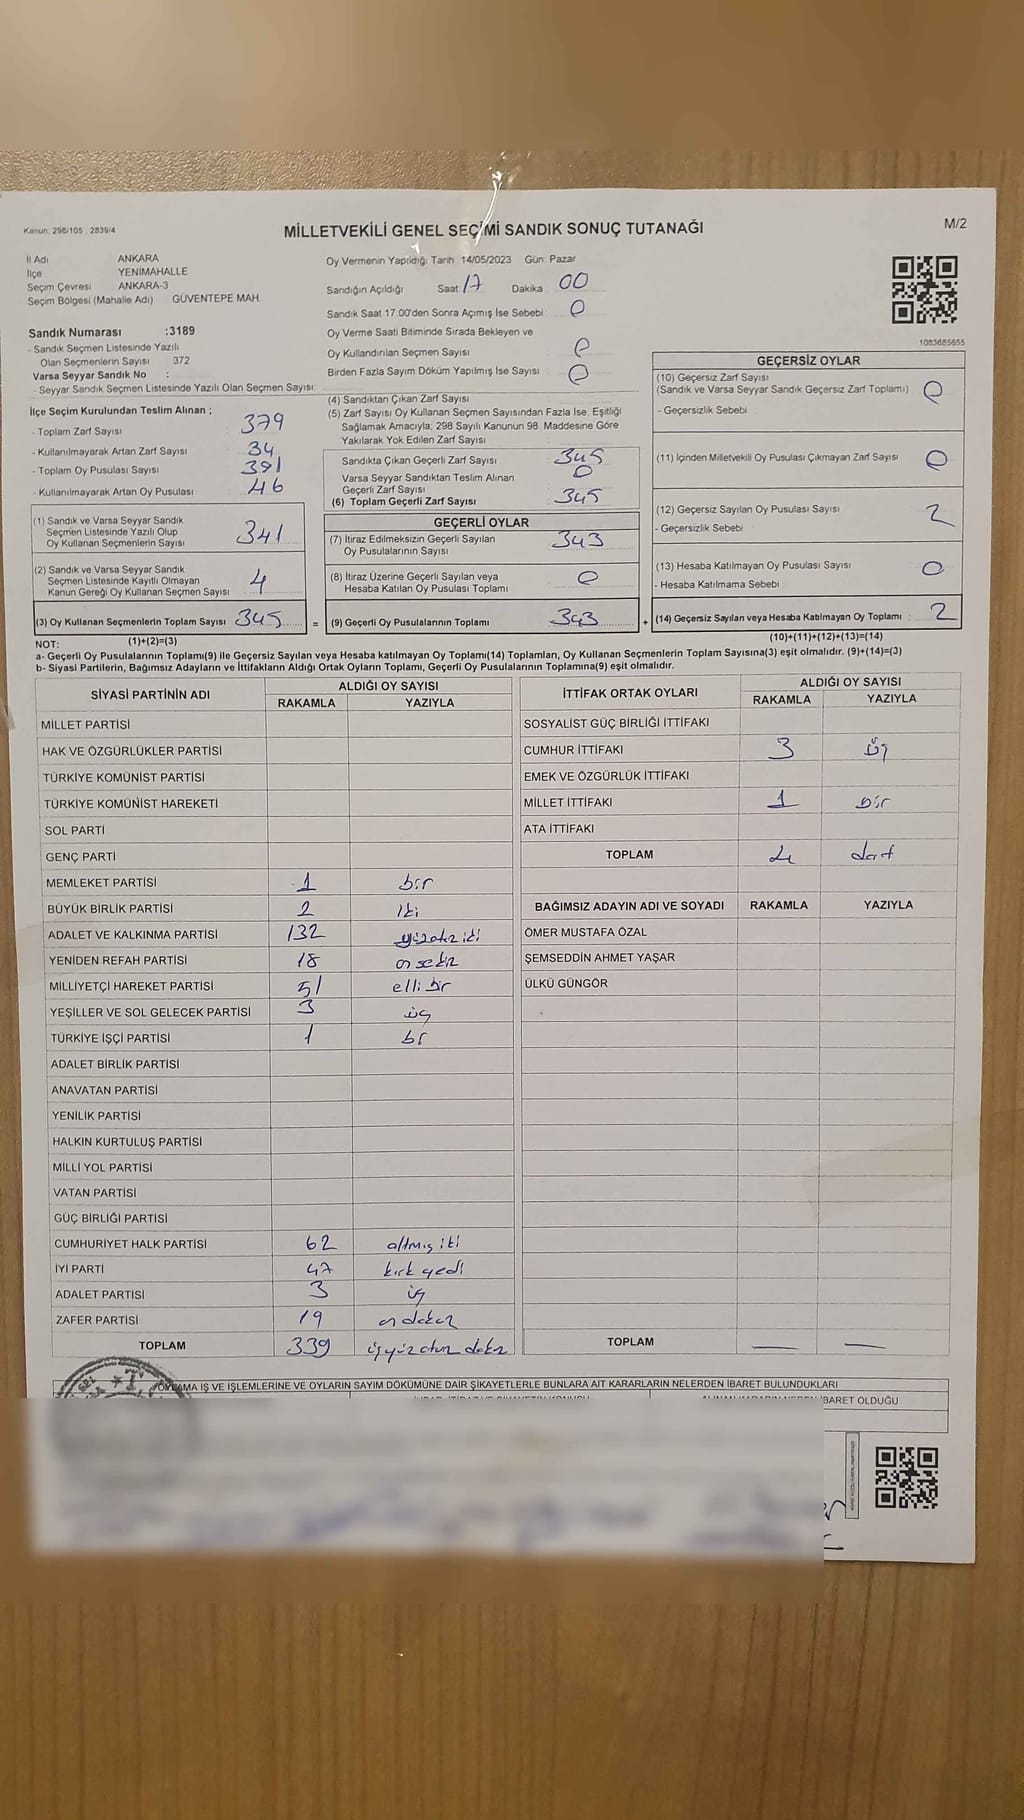 Kanun: 298/105 , 2839/4
MİLLETVEKİLİ GENEL SEÇİMİ SANDIK SONUÇ TUTANAĞI
M/2
İl Adı ANKARA
İlçe YENİMAHALLE
Seçim Çevresi ANKARA-3
Seçim Bölgesi (Mahalle Adı) GÜVENTEPE MAH.
Sandık Numarası :3189
- Sandık Seçmen Listesinde Yazılı
Olan Seçmenlerin Sayısı 372
Varsa Seyyar Sandık No :
- Seyyar Sandık Seçmen Listesinde Yazılı Olan Seçmen Sayısı:
İlçe Seçim Kurulundan Teslim Alınan ;
- Toplam Zarf Sayısı 379
- Kullanılmayarak Artan Zarf Sayısı 34
- Toplam Oy Pusulası Sayısı 391
- Kullanılmayarak Artan Oy Pusulası 46
(1) Sandık ve Varsa Seyyar Sandık
Seçmen Listesinde Yazılı Olup
Oy Kullanan Seçmenlerin Sayısı 341
(2) Sandık ve Varsa Seyyar Sandık
Seçmen Listesinde Kayıtlı Olmayan
Kanun Gereği Oy Kullanan Seçmen Sayısı 4
(3) Oy Kullanan Seçmenlerin Toplam Sayısı 345 =
(1)+(2)=(3)
Oy Vermenin Yapıldığı Tarih 14/05/2023 Gün: Pazar
Sandığın Açıldığı Saat 17 Dakika 00
Sandık Saat 17.00'den Sonra Açılmış İse Sebebi: 0
Oy Verme Saati Bitiminde Sırada Bekleyen ve
Oy Kullandırılan Seçmen Sayısı 0
Birden Fazla Sayım Döküm Yapılmış İse Sayısı 0
(4) Sandıktan Çıkan Zarf Sayısı
(5) Zarf Sayısı Oy Kullanan Seçmen Sayısından Fazla İse, Eşitliği
Sağlamak Amacıyla; 298 Sayılı Kanunun 98. Maddesine Göre
Yakılarak Yok Edilen Zarf Sayısı
Sandıkta Çıkan Geçerli Zarf Sayısı 345
Varsa Seyyar Sandıktan Teslim Alınan
Geçerli Zarf Sayısı 0
(6) Toplam Geçerli Zarf Sayısı 345
GEÇERLİ OYLAR
(7) İtiraz Edilmeksizin Geçerli Sayılan
Oy Pusulalarının Sayısı 343
(8) İtiraz Üzerine Geçerli Sayılan veya
Hesaba Katılan Oy Pusulası Toplamı 0
(9) Geçerli Oy Pusulalarının Toplamı 343 +
1083685655
GEÇERSİZ OYLAR
(10) Geçersiz Zarf Sayısı
(Sandık ve Varsa Seyyar Sandık Geçersiz Zarf Toplamı) 0
- Geçersizlik Sebebi
(11) İçinden Milletvekili Oy Pusulası Çıkmayan Zarf Sayısı 0
(12) Geçersiz Sayılan Oy Pusulası Sayısı 2
- Geçersizlik Sebebi
(13) Hesaba Katılmayan Oy Pusulası Sayısı 0
- Hesaba Katılmama Sebebi
(14) Geçersiz Sayılan veya Hesaba Katılmayan Oy Toplamı : 2
(10)+(11)+(12)+(13)=(14)
NOT:
a- Geçerli Oy Pusulalarının Toplamı(9) ile Geçersiz Sayılan veya Hesaba katılmayan Oy Toplamı(14) Toplamları, Oy Kullanan Seçmenlerin Toplam Sayısına(3) eşit olmalıdır. (9)+(14)=(3)
b- Siyasi Partilerin, Bağımsız Adayların ve İttifakların Aldığı Ortak Oyların Toplamı, Geçerli Oy Pusulalarının Toplamına(9) eşit olmalıdır.
SİYASİ PARTİNİN ADI ALDIĞI OY SAYISI
RAKAMLA YAZIYLA
MİLLET PARTİSİ
HAK VE ÖZGÜRLÜKLER PARTİSİ
TÜRKİYE KOMÜNİST PARTİSİ
TÜRKİYE KOMÜNİST HAREKETİ
SOL PARTİ
GENÇ PARTİ
MEMLEKET PARTİSİ 1 bir
BÜYÜK BİRLİK PARTİSİ 2 iki
ADALET VE KALKINMA PARTİSİ 132 yüzotuz iki
YENİDEN REFAH PARTİSİ 18 on sekiz
MİLLİYETÇİ HAREKET PARTİSİ 51 elli bir
YEŞİLLER VE SOL GELECEK PARTİSİ 3 üç
TÜRKİYE İŞÇİ PARTİSİ 1 bir
ADALET BİRLİK PARTİSİ
ANAVATAN PARTİSİ
YENİLİK PARTİSİ
HALKIN KURTULUŞ PARTİSİ
MİLLİ YOL PARTİSİ
VATAN PARTİSİ
GÜÇ BİRLİĞİ PARTİSİ
CUMHURİYET HALK PARTİSİ 62 altmış iki
İYİ PARTİ 47 kırk yedi
ADALET PARTİSİ 3 üç
ZAFER PARTİSİ 19 on dokuz
TOPLAM 339 üçyüz otuz dokuz
İTTİFAK ORTAK OYLARI ALDIĞI OY SAYISI
RAKAMLA YAZIYLA
SOSYALİST GÜÇ BİRLİĞİ İTTİFAKI
CUMHUR İTTİFAKI 3 üç
EMEK VE ÖZGÜRLÜK İTTİFAKI
MİLLET İTTİFAKI 1 bir
ATA İTTİFAKI
TOPLAM 4 dört
BAĞIMSIZ ADAYIN ADI VE SOYADI RAKAMLA YAZIYLA
ÖMER MUSTAFA ÖZAL
ŞEMSEDDİN AHMET YAŞAR
ÜLKÜ GÜNGÖR
TOPLAM — —
OYLAMA İŞ VE İŞLEMLERİNE VE OYLARIN SAYIM DÖKÜMÜNE DAİR ŞİKAYETLERLE BUNLARA AİT KARARLARIN NELERDEN İBARET BULUNDUKLARI
İBARET OLDUĞU